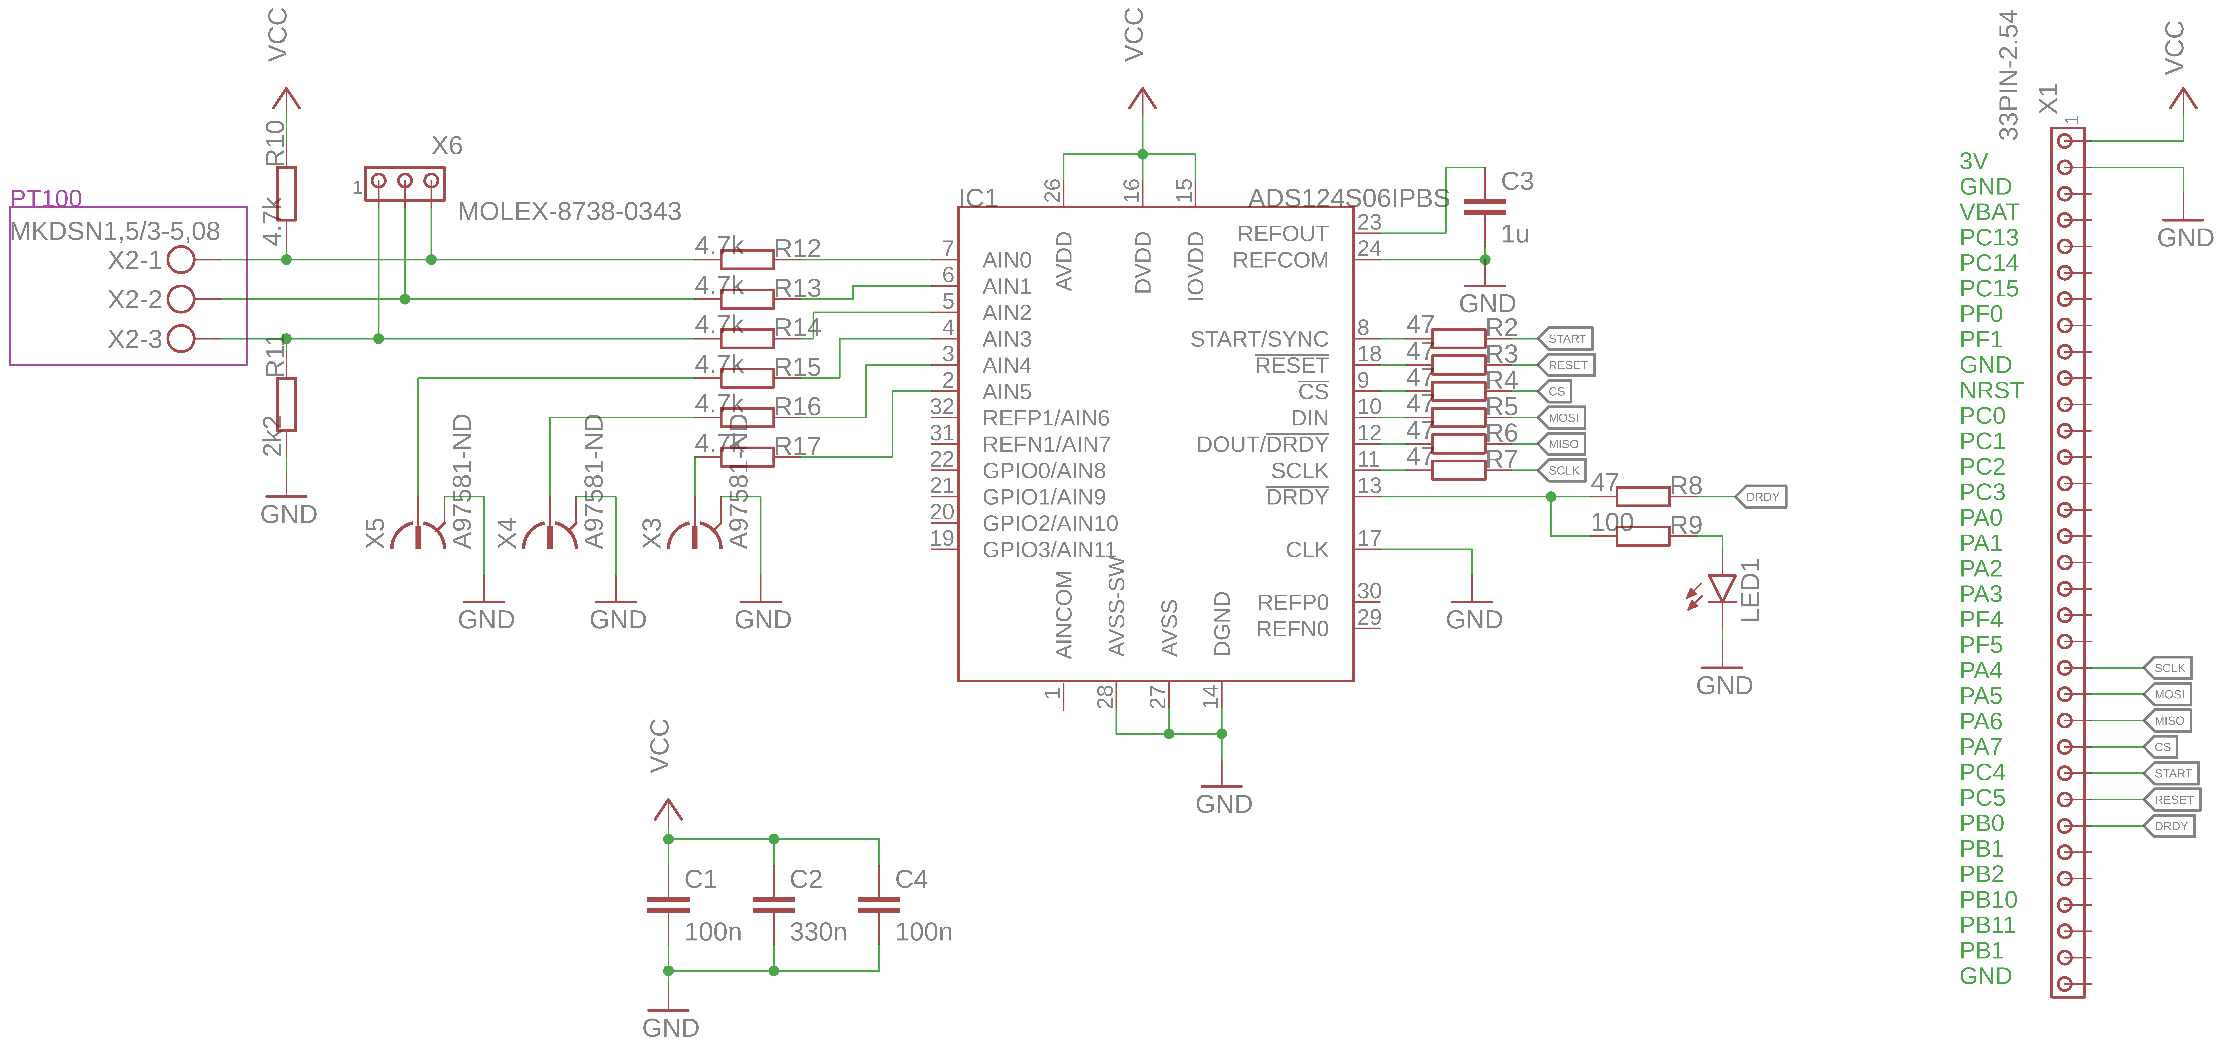 VCC
VCC
VCC
33PIN-2.54
X1
1
R10
4.7k
X6
1
MOLEX-8738-0343
PT100
MKDSN1,5/3-5,08
X2-1
X2-2
X2-3
R11
2k2
GND
4.7k R12
4.7k R13
4.7k R14
4.7k R15
4.7k R16
4.7k R17
X5
A97581-ND
X4
A97581-ND
X3
A97581-ND
GND
GND
GND
IC1
ADS124S06IPBS
26
16
15
AVDD
DVDD
IOVDD
7 AIN0
6 AIN1
5 AIN2
4 AIN3
3 AIN4
2 AIN5
32 REFP1/AIN6
31 REFN1/AIN7
22 GPIO0/AIN8
21 GPIO1/AIN9
20 GPIO2/AIN10
19 GPIO3/AIN11
REFOUT 23
REFCOM 24
START/SYNC 8
RESET 18
CS 9
DIN 10
DOUT/DRDY 12
SCLK 11
DRDY 13
CLK 17
REFP0 30
REFN0 29
AINCOM
AVSS-SW
AVSS
DGND
1
28
27
14
GND
C3
1u
GND
47 R2 START
47 R3 RESET
47 R4 CS
47 R5 MOSI
47 R6 MISO
47 R7 SCLK
47 R8 DRDY
100 R9
LED1
GND
GND
VCC
C1
100n
C2
330n
C4
100n
GND
3V
GND
VBAT
PC13
PC14
PC15
PF0
PF1
GND
NRST
PC0
PC1
PC2
PC3
PA0
PA1
PA2
PA3
PF4
PF5
PA4
PA5
PA6
PA7
PC4
PC5
PB0
PB1
PB2
PB10
PB11
PB1
GND
GND
SCLK
MOSI
MISO
CS
START
RESET
DRDY